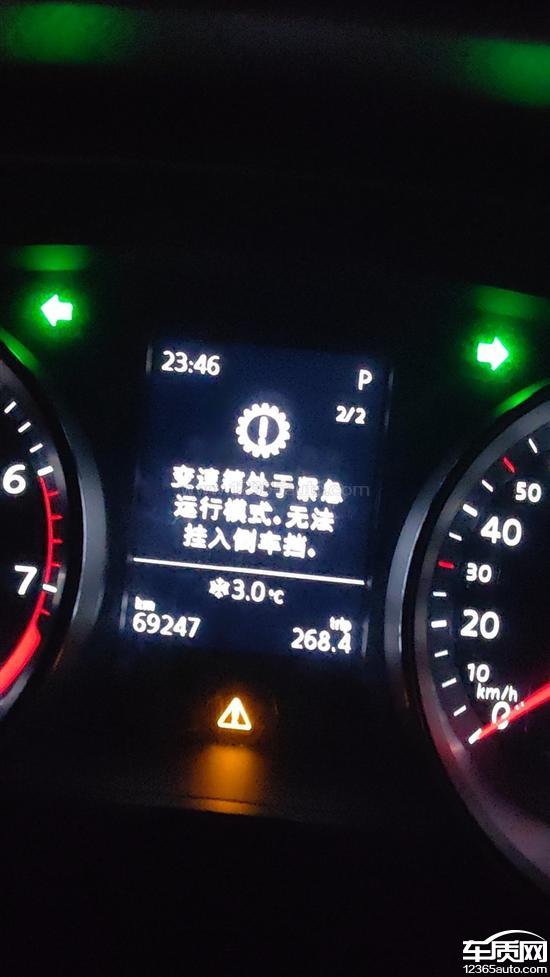 23:46
P
2/2
变速箱处于紧急
运行模式。无法
挂入倒车挡。
3.0℃
km
69247
trip
268.4
6
7
50
40
30
20
10
km/h
0
车质网
12365auto.com